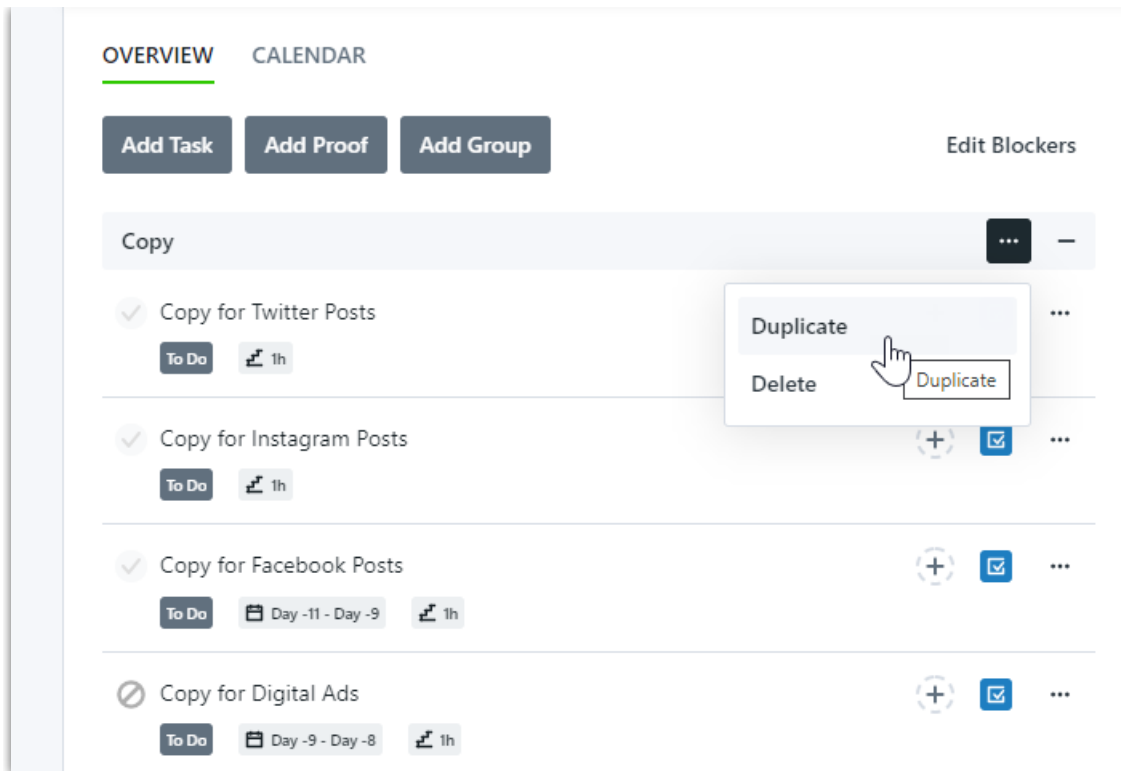 OVERVIEW CALENDAR
Add Task Add Proof Add Group Edit Blockers
Copy
Copy for Twitter Posts
To Do 1h
Duplicate
Delete
Duplicate
Copy for Instagram Posts
To Do 1h
Copy for Facebook Posts
To Do Day -11 - Day -9 1h
Copy for Digital Ads
To Do Day -9 - Day -8 1h